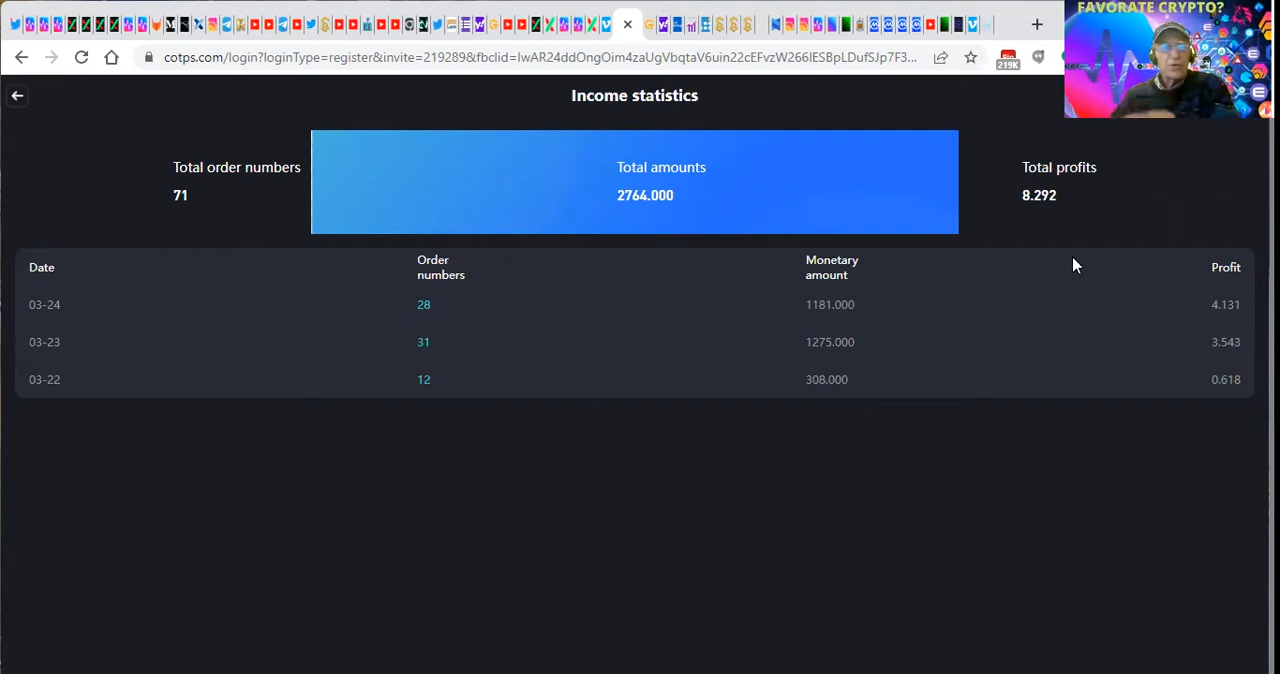 FAVORATE CRYPTO?
cotps.com/login?loginType=register&invite=219289&fbclid=IwAR24ddOngOim4zaUgVbqtaV6uin22cEFvzW266IESBpLDufSJp7F3...
219K
Income statistics
Total order numbers
71
Total amounts
2764.000
Total profits
8.292
Date
Order
numbers
Monetary
amount
Profit
03-24
28
1181.000
4.131
03-23
31
1275.000
3.543
03-22
12
308.000
0.618